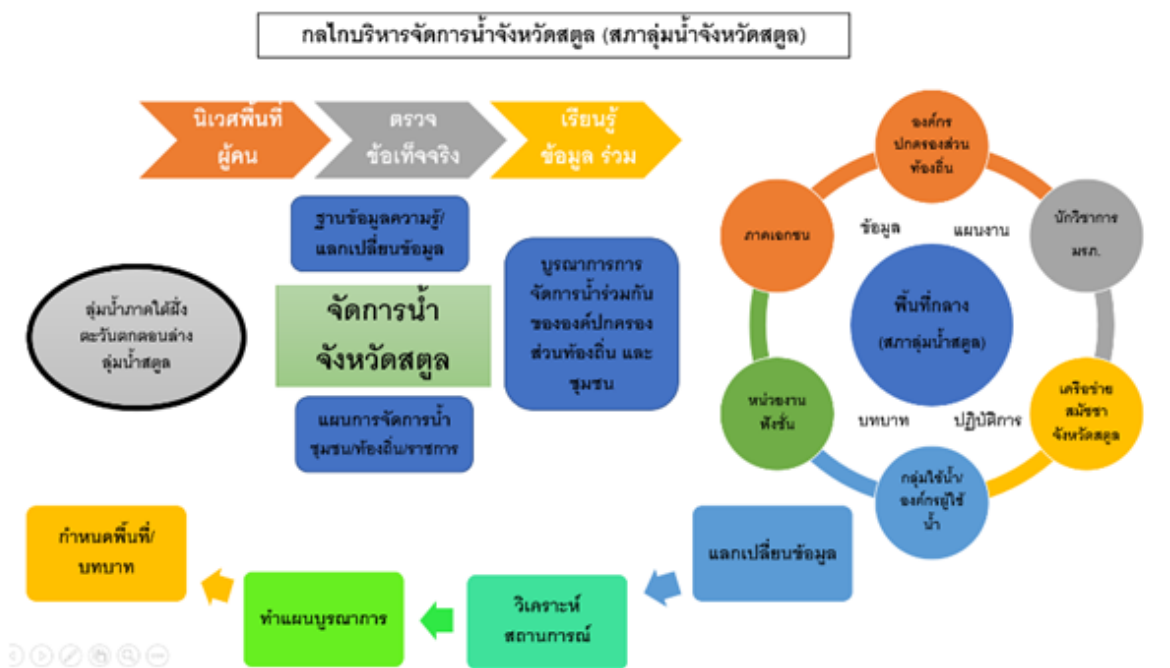 กลไกบริหารจัดการน้ำจังหวัดสตูล (สภาลุ่มน้ำจังหวัดสตูล)
นิเวศพื้นที่
ผู้คน
ตรวจ
ข้อเท็จจริง
เรียนรู้
ข้อมูล ร่วม
ฐานข้อมูลความรู้/
แลกเปลี่ยนข้อมูล
ลุ่มน้ำภาคใต้ฝั่ง
ตะวันตกตอนล่าง
ลุ่มน้ำสตูล
จัดการน้ำ
จังหวัดสตูล
แผนการจัดการน้ำ
ชุมชน/ท้องถิ่น/ราชการ
บูรณาการการ
จัดการน้ำร่วมกัน
ขององค์ปกครอง
ส่วนท้องถิ่น และ
ชุมชน
องค์กร
ปกครองส่วน
ท้องถิ่น
ภาคเอกชน
ข้อมูล
แผนงาน
นักวิชาการ
มรภ.
พื้นที่กลาง
(สภาลุ่มน้ำสตูล)
หน่วยงาน
ฟังชั่น
บทบาท
ปฏิบัติการ
เครือข่าย
สมัชชา
จังหวัดสตูล
กลุ่มใช้น้ำ/
องค์กรผู้ใช้
น้ำ
กำหนดพื้นที่/
บทบาท
ทำแผนบูรณาการ
วิเคราะห์
สถานการณ์
แลกเปลี่ยนข้อมูล